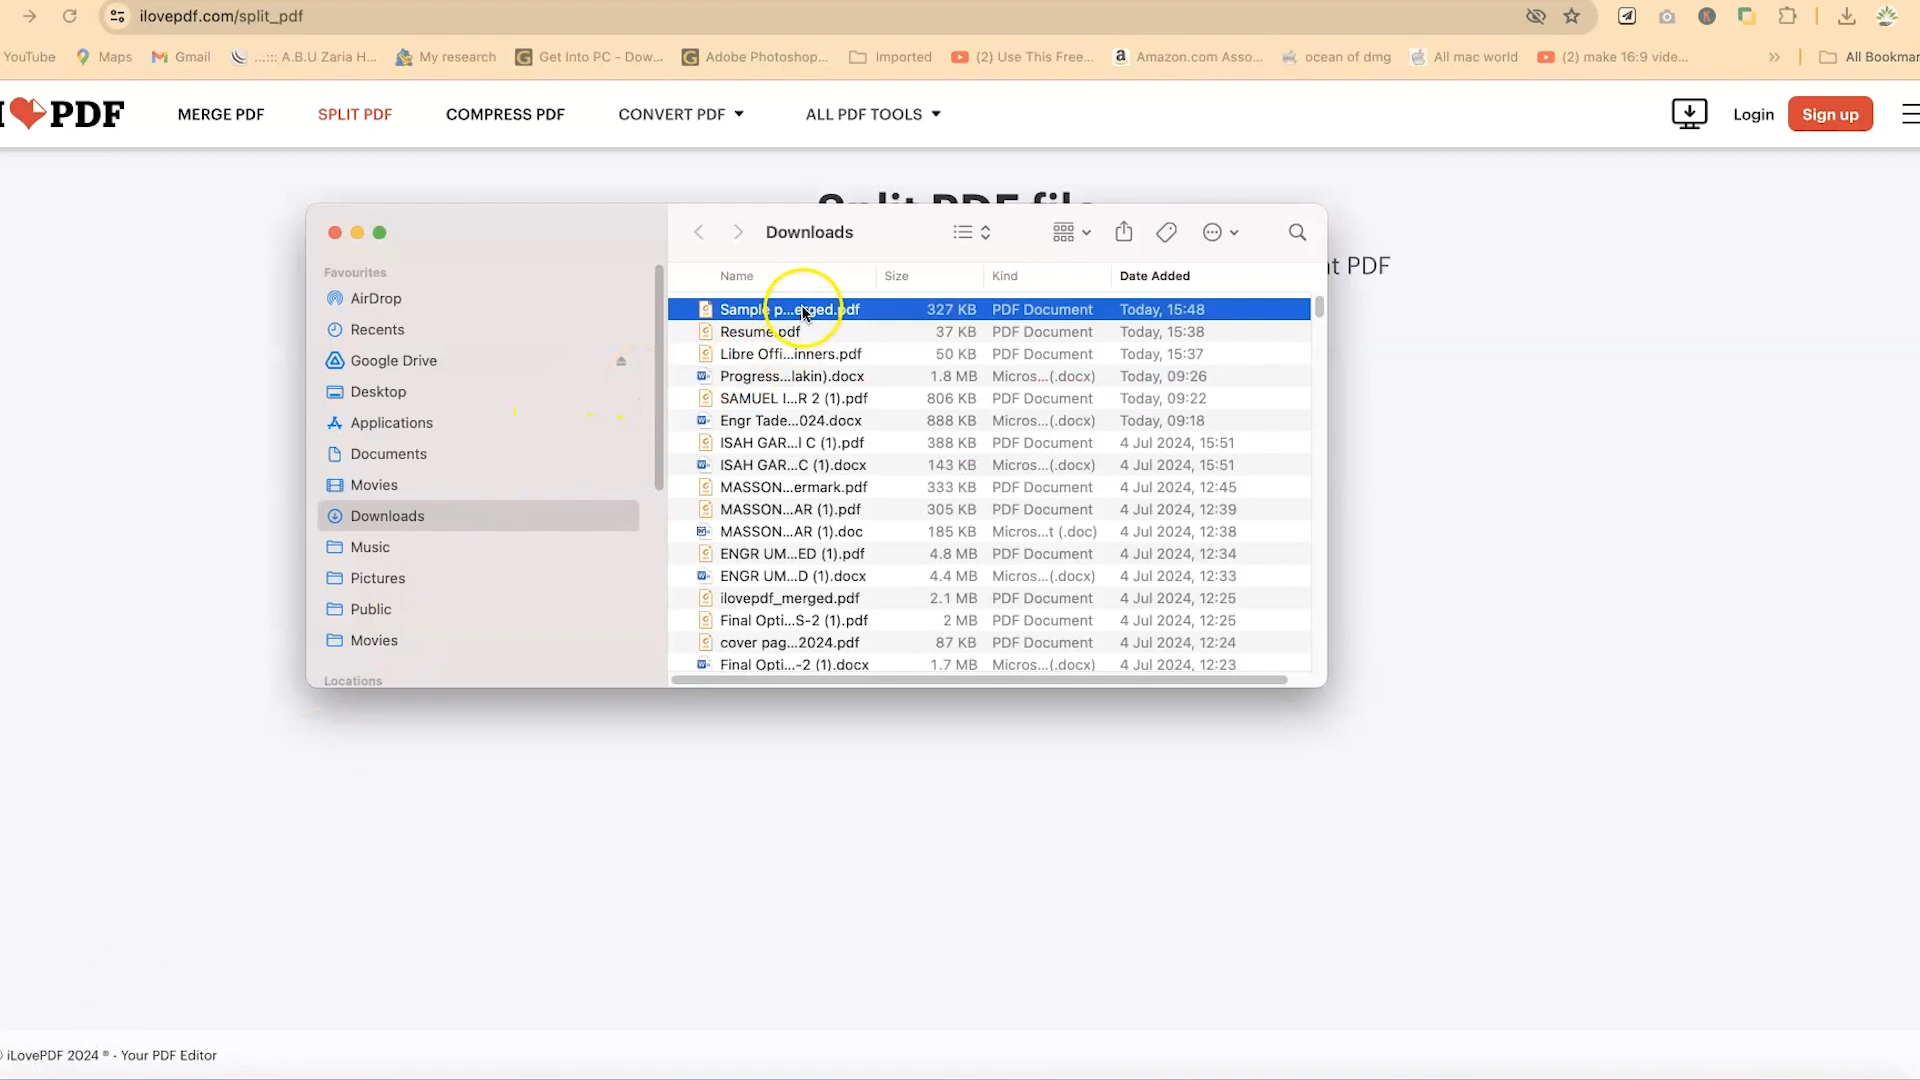 ilovepdf.com/split_pdf
YouTube Maps Gmail ...::: A.B.U Zaria H... My research Get Into PC - Dow... Adobe Photoshop... Imported (2) Use This Free... Amazon.com Asso... ocean of dmg All mac world (2) make 16:9 vide... » All Bookmar
I PDF MERGE PDF SPLIT PDF COMPRESS PDF CONVERT PDF ALL PDF TOOLS Login Sign up
Split PDF file
t PDF
Downloads
Favourites
AirDrop
Recents
Google Drive
Desktop
Applications
Documents
Movies
Downloads
Music
Pictures
Public
Movies
Locations
Name Size Kind Date Added
Sample p...erged.pdf 327 KB PDF Document Today, 15:48
Resume.pdf 37 KB PDF Document Today, 15:38
Libre Offi...inners.pdf 50 KB PDF Document Today, 15:37
Progress...lakin).docx 1.8 MB Micros...(.docx) Today, 09:26
SAMUEL I...R 2 (1).pdf 806 KB PDF Document Today, 09:22
Engr Tade...024.docx 888 KB Micros...(.docx) Today, 09:18
ISAH GAR...I C (1).pdf 388 KB PDF Document 4 Jul 2024, 15:51
ISAH GAR...C (1).docx 143 KB Micros...(.docx) 4 Jul 2024, 15:51
MASSON...ermark.pdf 333 KB PDF Document 4 Jul 2024, 12:45
MASSON...AR (1).pdf 305 KB PDF Document 4 Jul 2024, 12:39
MASSON...AR (1).doc 185 KB Micros...t (.doc) 4 Jul 2024, 12:38
ENGR UM...ED (1).pdf 4.8 MB PDF Document 4 Jul 2024, 12:34
ENGR UM...D (1).docx 4.4 MB Micros...(.docx) 4 Jul 2024, 12:33
ilovepdf_merged.pdf 2.1 MB PDF Document 4 Jul 2024, 12:25
Final Opti...S-2 (1).pdf 2 MB PDF Document 4 Jul 2024, 12:25
cover pag...2024.pdf 87 KB PDF Document 4 Jul 2024, 12:24
Final Opti...-2 (1).docx 1.7 MB Micros...(.docx) 4 Jul 2024, 12:23
© iLovePDF 2024 ® - Your PDF Editor